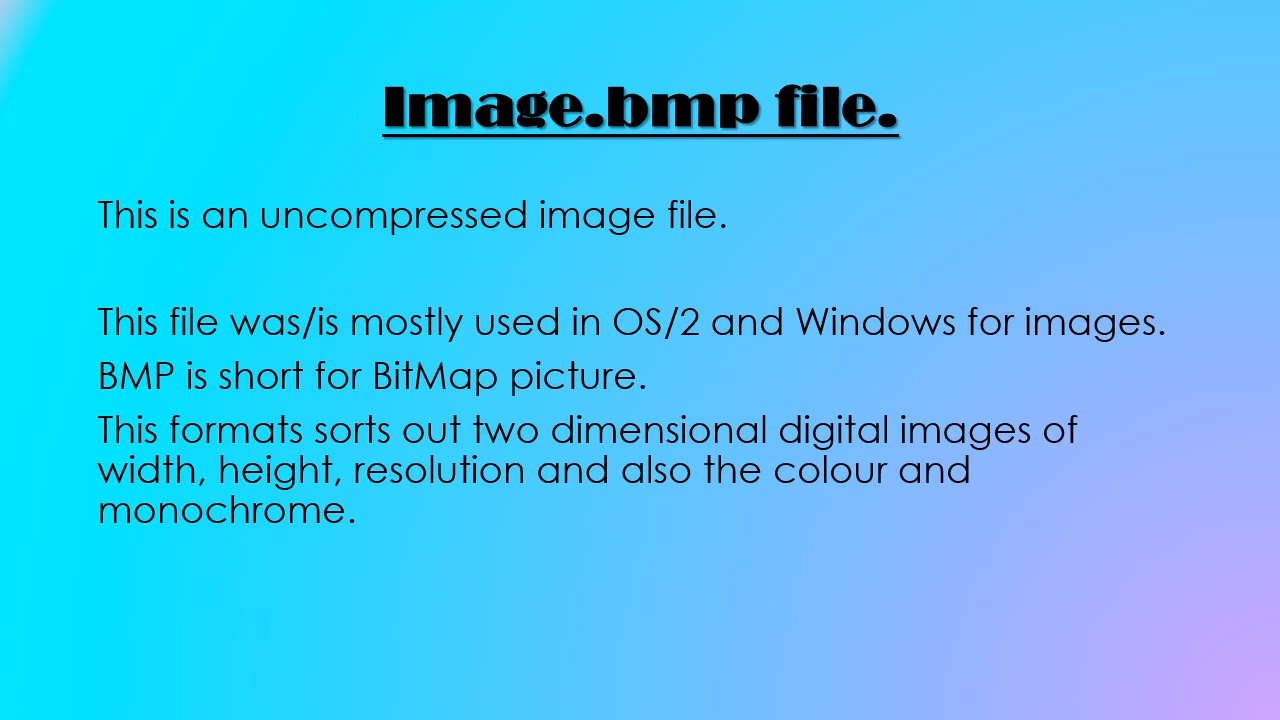 Image.bmp file.
This is an uncompressed image file.
This file was/is mostly used in OS/2 and Windows for images.
BMP is short for BitMap picture.
This formats sorts out two dimensional digital images of
width, height, resolution and also the colour and
monochrome.